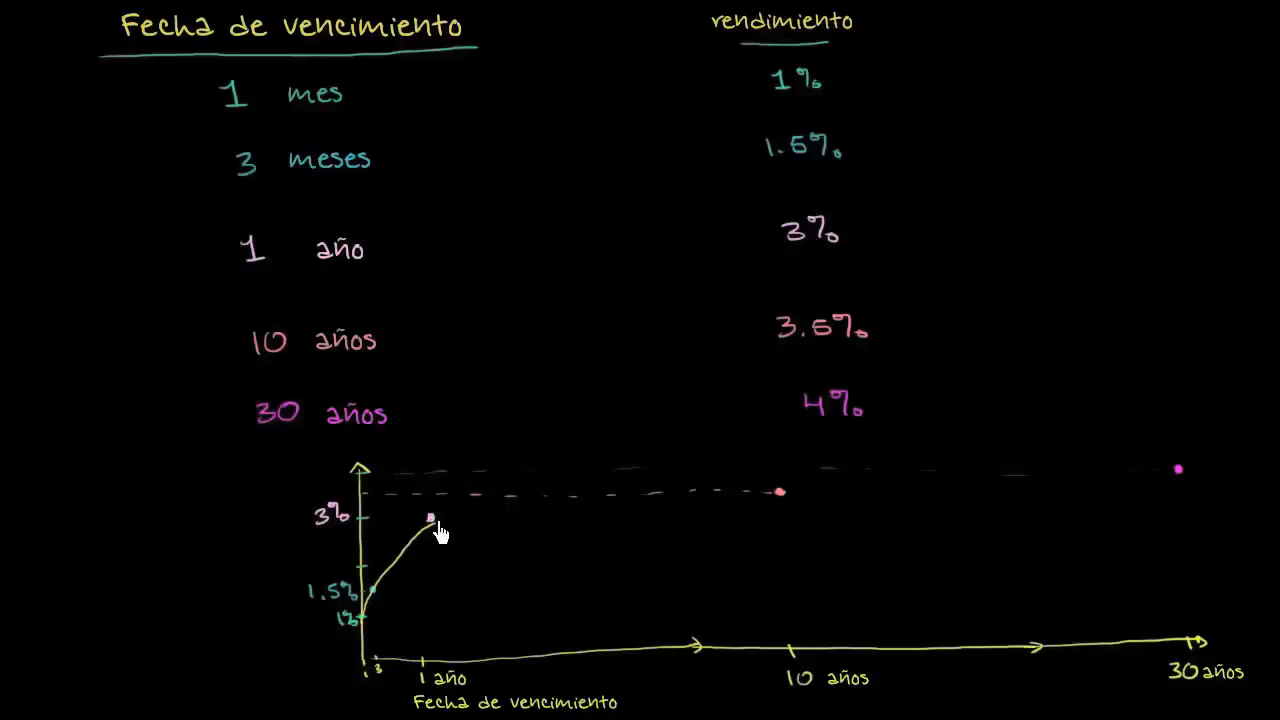 Fecha de vencimiento rendimiento
1 mes 1%
3 meses 1.5%
1 año 3%
10 años 3.5%
30 años 4%
3%
1.5%
1%
1 3 1 año 10 años 30 años
Fecha de vencimiento